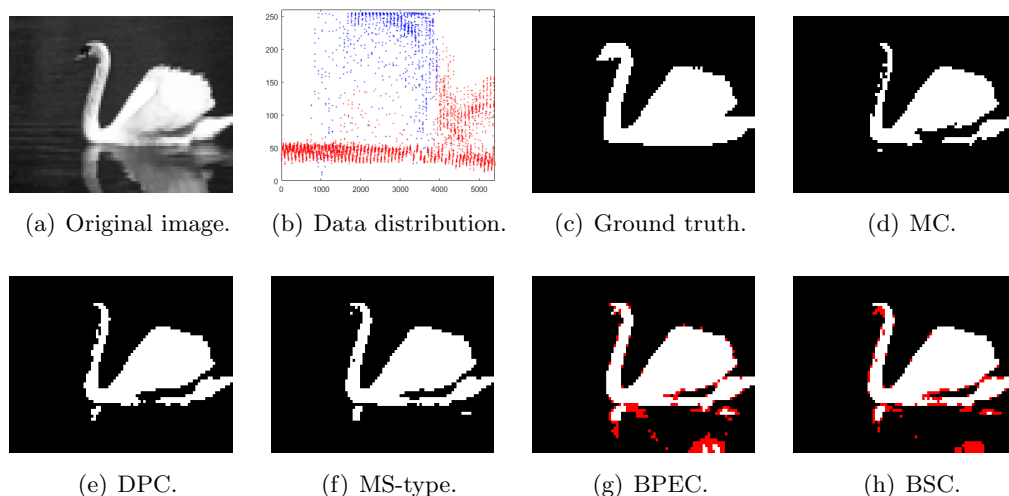 250
200
150
100
50
0
0 1000 2000 3000 4000 5000
(a) Original image. (b) Data distribution. (c) Ground truth. (d) MC.
(e) DPC. (f) MS-type. (g) BPEC. (h) BSC.